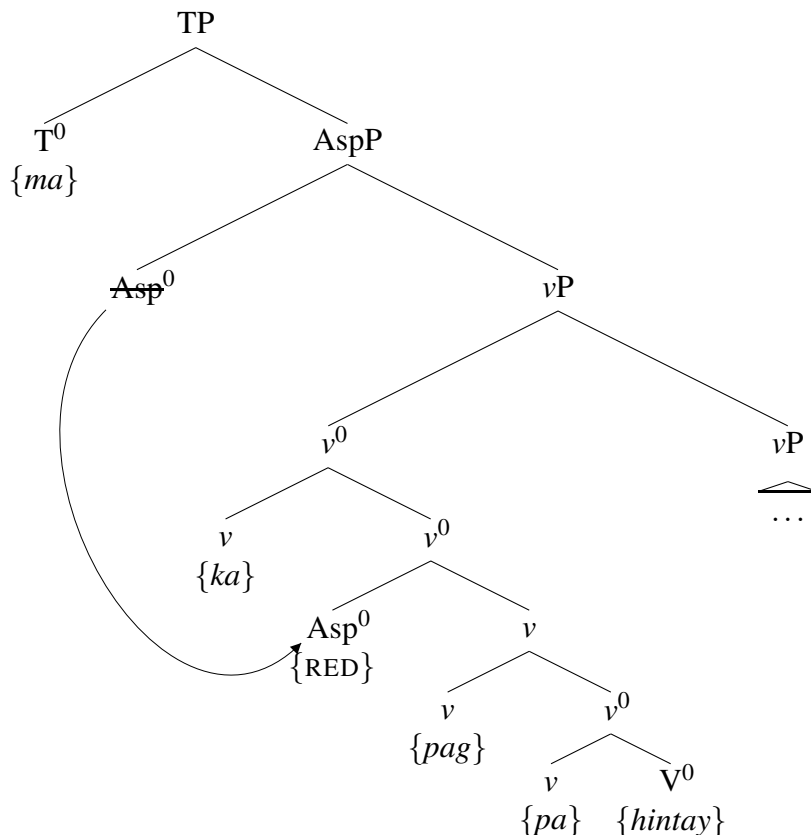 TP
T⁰ AspP
{ma}
Asp⁰ vP
v⁰ vP
...
v v⁰
{ka}
Asp⁰ v
{RED}
v v⁰
{pag}
v V⁰
{pa} {hintay}